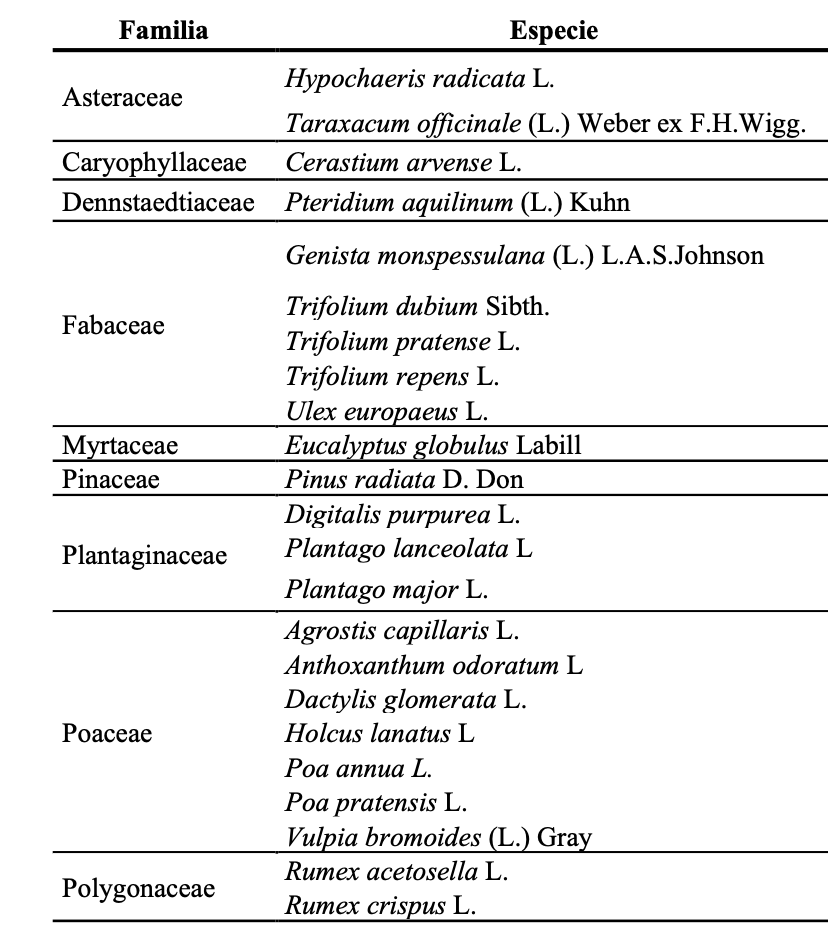 Familia Especie
Asteraceae
Hypochaeris radicata L.
Taraxacum officinale (L.) Weber ex F.H.Wigg.
Caryophyllaceae Cerastium arvense L.
Dennstaedtiaceae Pteridium aquilinum (L.) Kuhn
Fabaceae
Genista monspessulana (L.) L.A.S.Johnson
Trifolium dubium Sibth.
Trifolium pratense L.
Trifolium repens L.
Ulex europaeus L.
Myrtaceae Eucalyptus globulus Labill
Pinaceae Pinus radiata D. Don
Plantaginaceae
Digitalis purpurea L.
Plantago lanceolata L
Plantago major L.
Poaceae
Agrostis capillaris L.
Anthoxanthum odoratum L
Dactylis glomerata L.
Holcus lanatus L
Poa annua L.
Poa pratensis L.
Vulpia bromoides (L.) Gray
Polygonaceae
Rumex acetosella L.
Rumex crispus L.